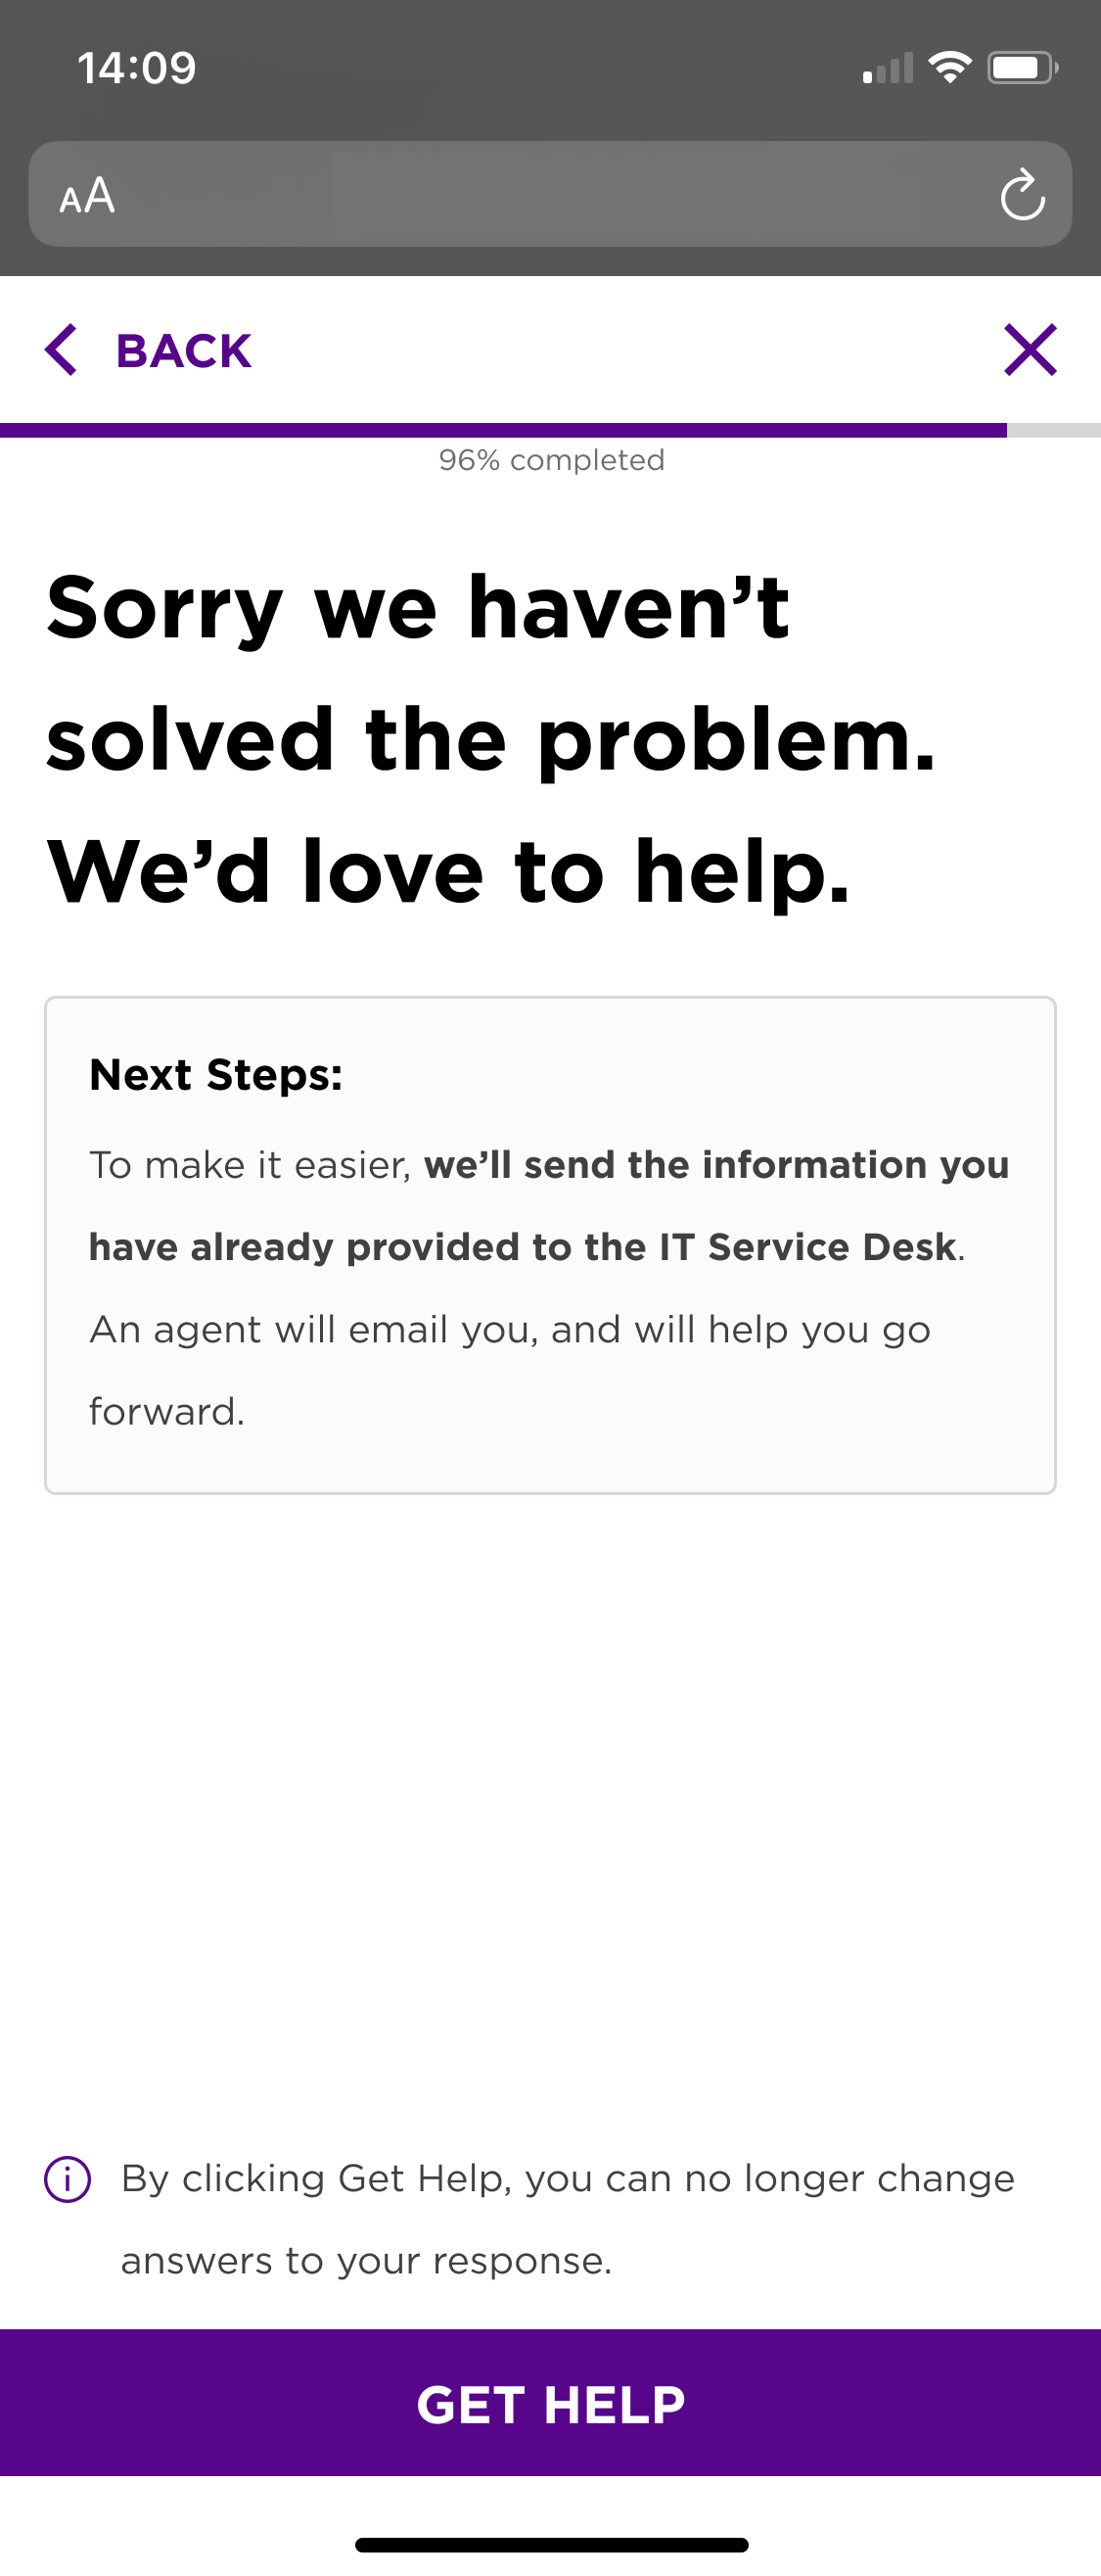 14:09
AA
BACK
96% completed
Sorry we haven’t
solved the problem.
We’d love to help.
Next Steps:
To make it easier, we’ll send the information you
have already provided to the IT Service Desk.
An agent will email you, and will help you go
forward.
By clicking Get Help, you can no longer change
answers to your response.
GET HELP